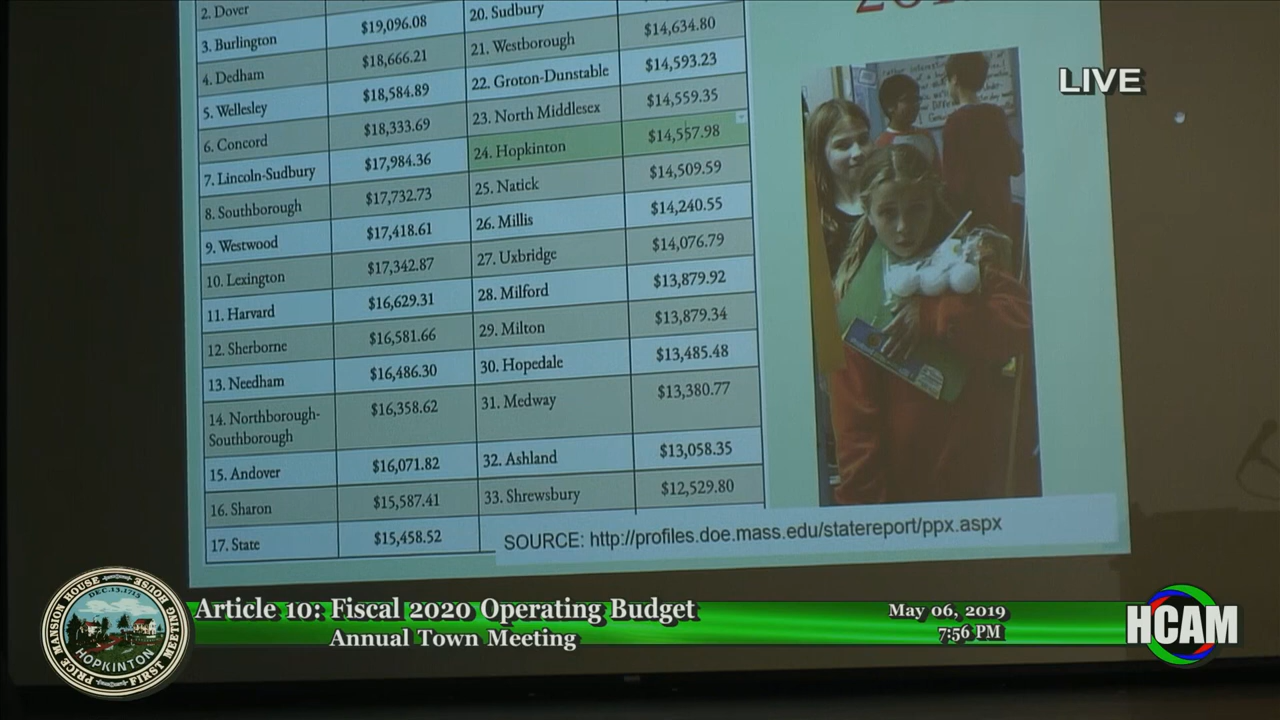 2. Dover
3. Burlington $19,096.08
4. Dedham $18,666.21
5. Wellesley $18,584.89
6. Concord $18,333.69
7. Lincoln-Sudbury $17,984.36
8. Southborough $17,732.73
9. Westwood $17,418.61
10. Lexington $17,342.87
11. Harvard $16,629.31
12. Sherborne $16,581.66
13. Needham $16,486.30
14. Northborough- $16,358.62
Southborough
15. Andover $16,071.82
16. Sharon $15,587.41
17. State $15,458.52
20. Sudbury
21. Westborough $14,634.80
22. Groton-Dunstable $14,593.23
23. North Middlesex $14,559.35
24. Hopkinton $14,557.98
25. Natick $14,509.59
26. Millis $14,240.55
27. Uxbridge $14,076.79
28. Milford $13,879.92
29. Milton $13,879.34
30. Hopedale $13,485.48
31. Medway $13,380.77
32. Ashland $13,058.35
33. Shrewsbury $12,529.80
SOURCE: http://profiles.doe.mass.edu/statereport/ppx.aspx
LIVE
PRICE MANSION HOUSE
FIRST MEETING HOUSE
DEC.13.1715
HOPKINTON
Article 10: Fiscal 2020 Operating Budget
Annual Town Meeting
May 06, 2019
7:56 PM
HCAM